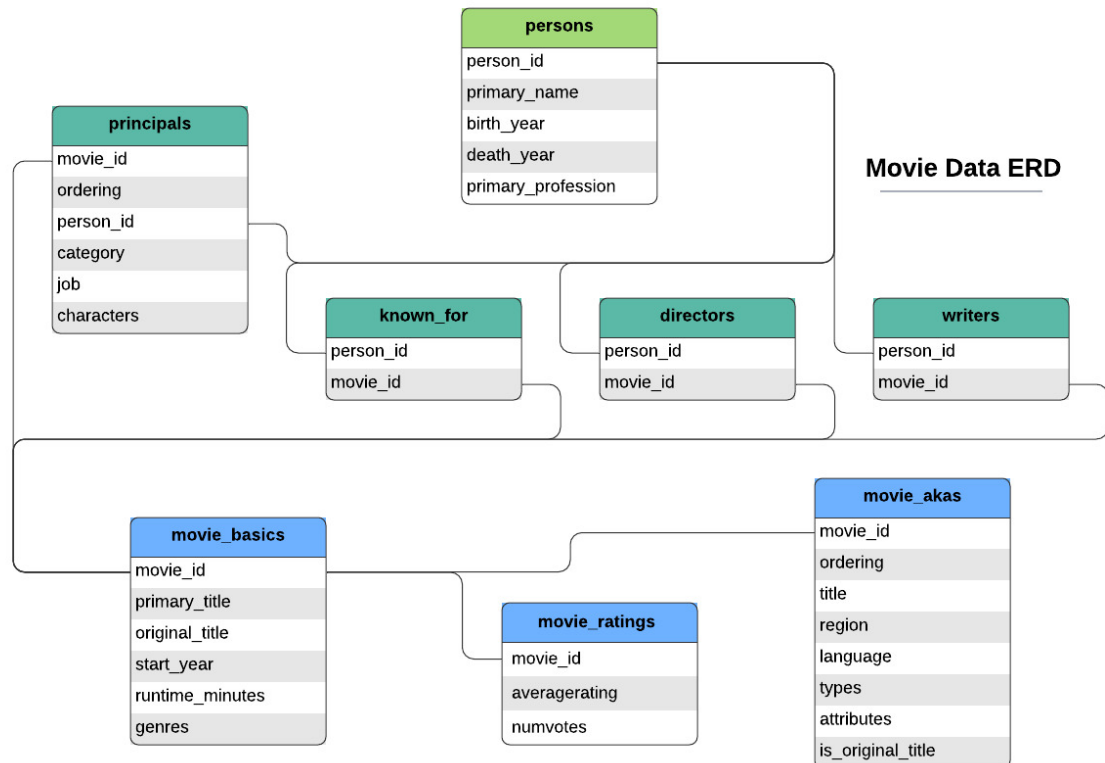 persons
person_id
primary_name
birth_year
death_year
primary_profession
principals
movie_id
ordering
person_id
category
job
characters
Movie Data ERD
known_for
person_id
movie_id
directors
person_id
movie_id
writers
person_id
movie_id
movie_basics
movie_id
primary_title
original_title
start_year
runtime_minutes
genres
movie_ratings
movie_id
averagerating
numvotes
movie_akas
movie_id
ordering
title
region
language
types
attributes
is_original_title